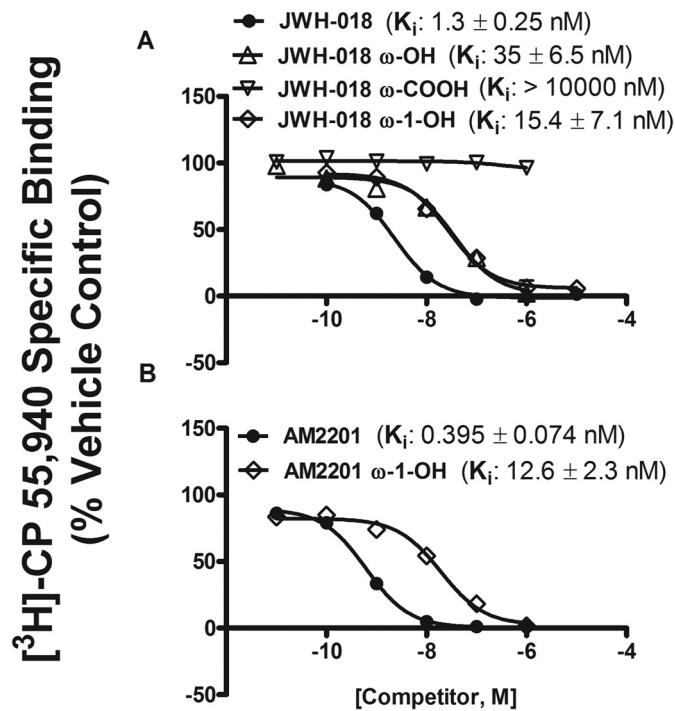 [³H]-CP 55,940 Specific Binding
(% Vehicle Control)
A
JWH-018 (Ki: 1.3 ± 0.25 nM)
JWH-018 ω-OH (Ki: 35 ± 6.5 nM)
JWH-018 ω-COOH (Ki: > 10000 nM)
JWH-018 ω-1-OH (Ki: 15.4 ± 7.1 nM)
150
100
50
0
-50
-10 -8 -6 -4
B
AM2201 (Ki: 0.395 ± 0.074 nM)
AM2201 ω-1-OH (Ki: 12.6 ± 2.3 nM)
150
100
50
0
-50
-10 -8 -6 -4
[Competitor, M]